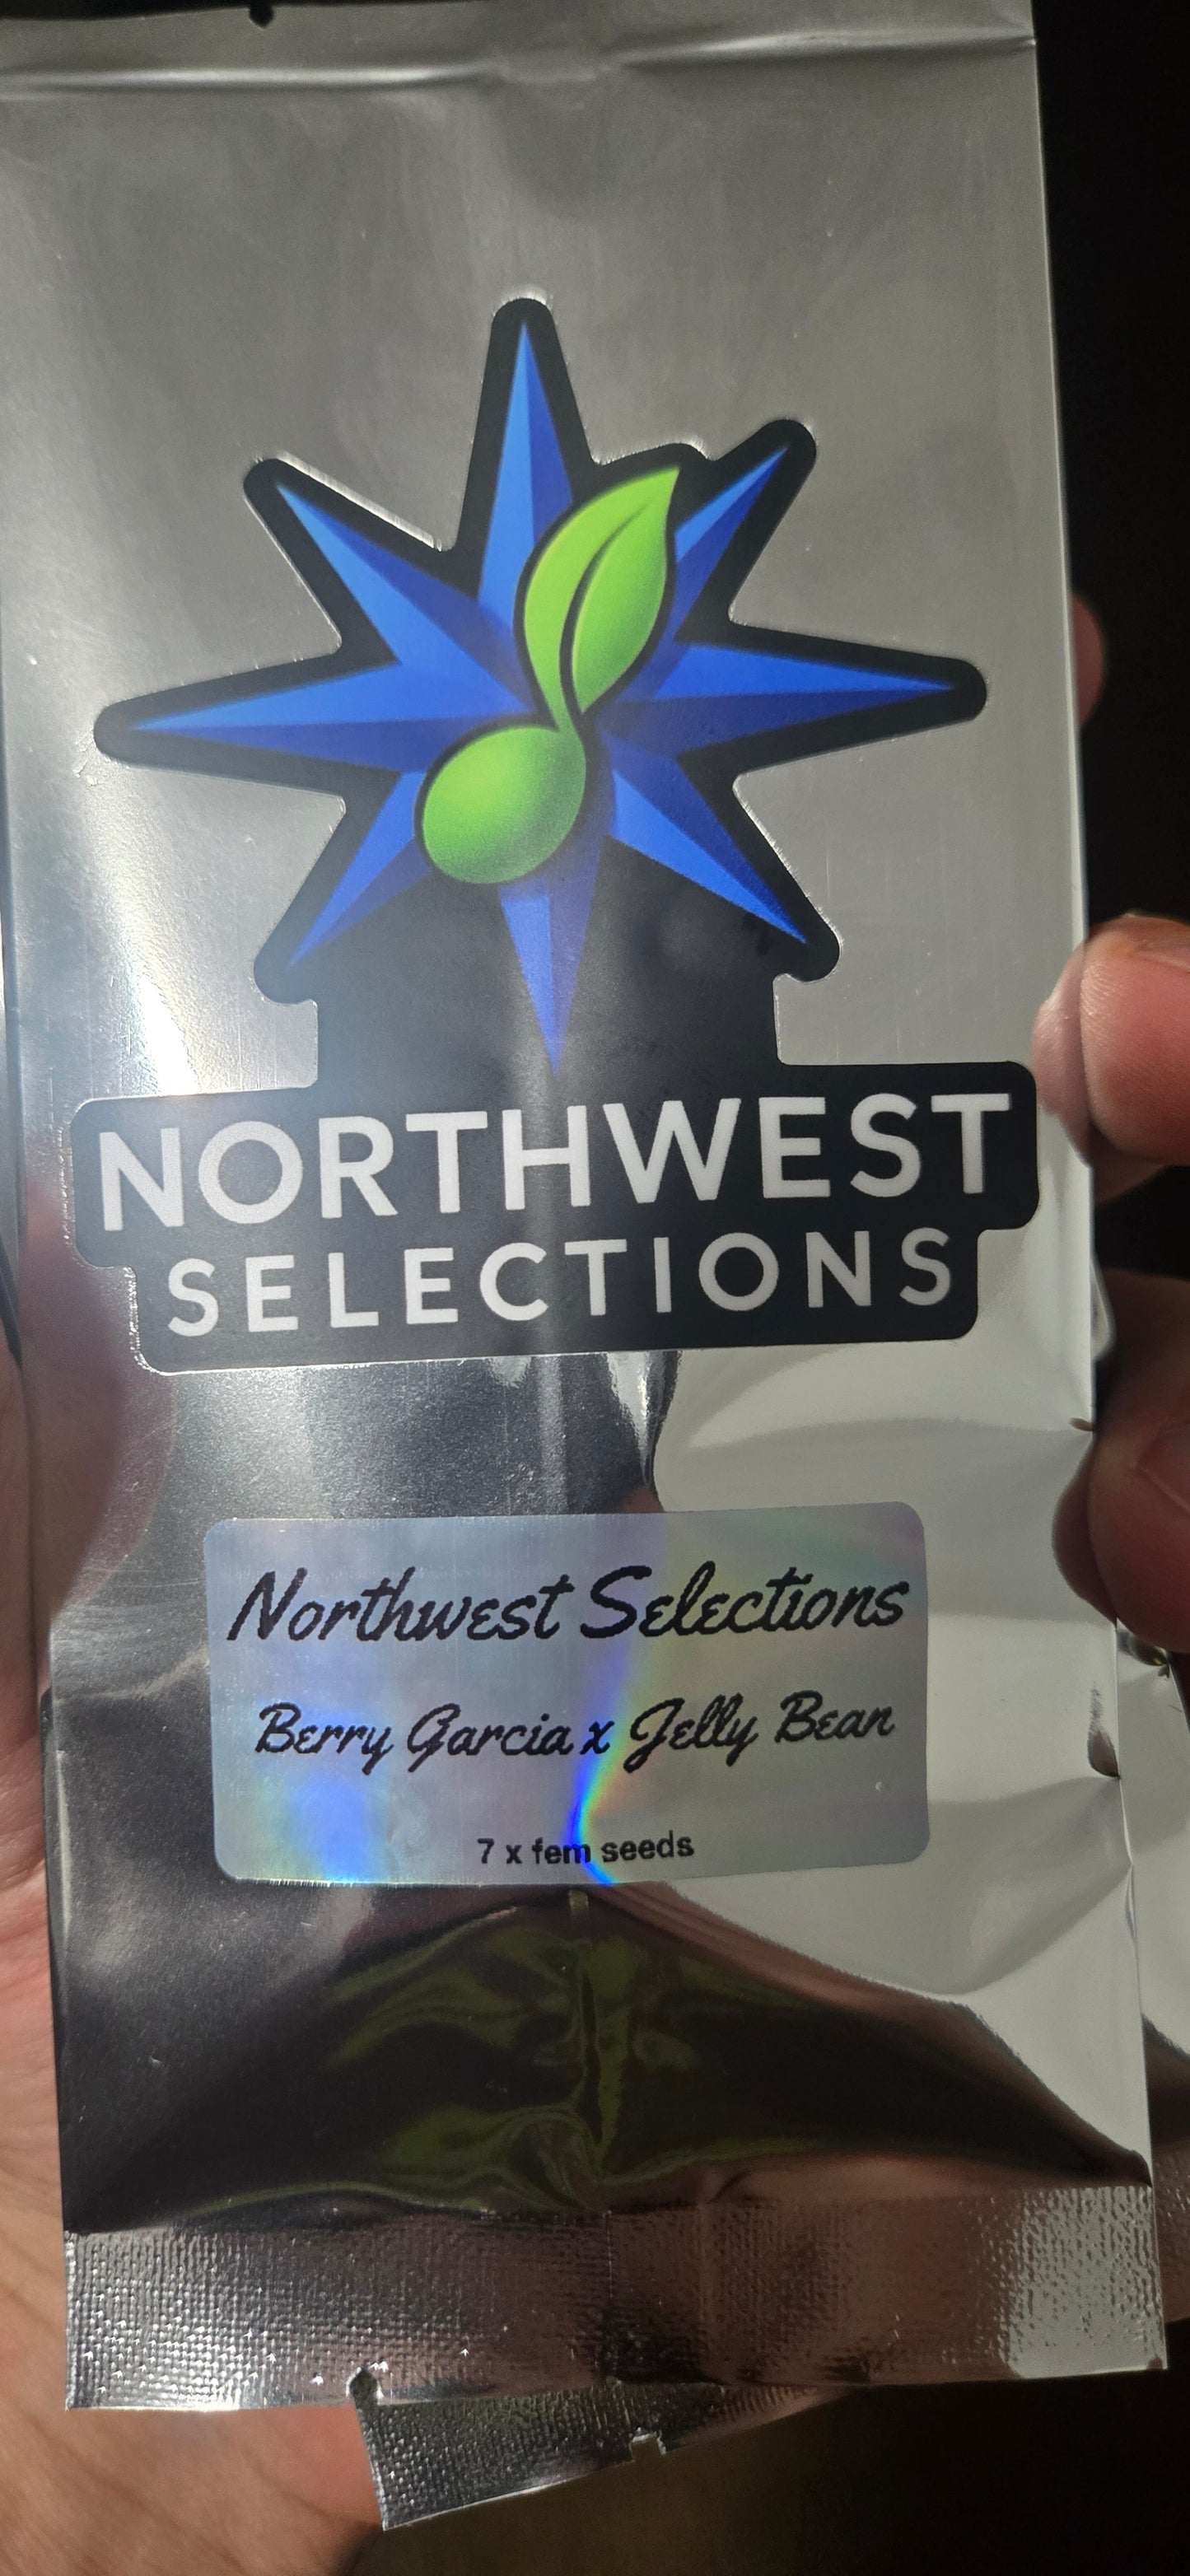 NORTHWEST
SELECTIONS
Northwest Selections
Berry Garcia x Jelly Bean
7 x fem seeds